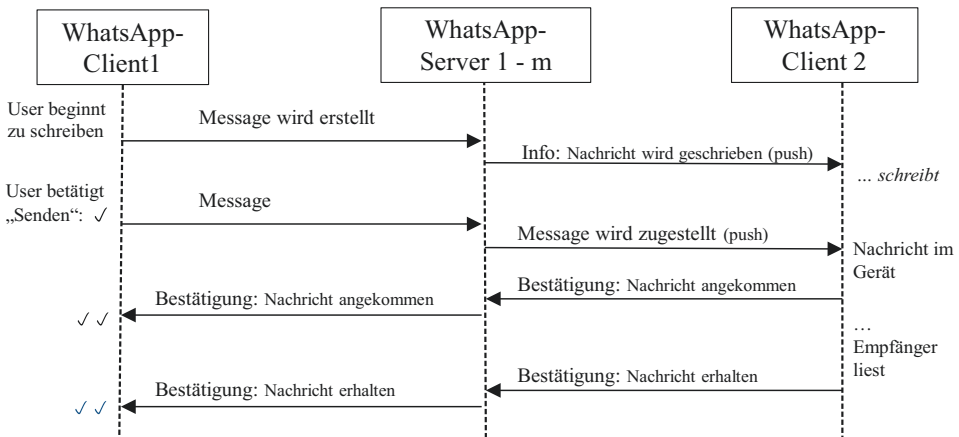 WhatsApp-
Client1
WhatsApp-
Server 1 - m
WhatsApp-
Client 2
User beginnt
zu schreiben
Message wird erstellt
Info: Nachricht wird geschrieben (push)
... schreibt
User betätigt
„Senden“: ✓
Message
Message wird zugestellt (push)
Nachricht im
Gerät
Bestätigung: Nachricht angekommen
Bestätigung: Nachricht angekommen
✓ ✓
…
Empfänger
liest
Bestätigung: Nachricht erhalten
Bestätigung: Nachricht erhalten
✓ ✓